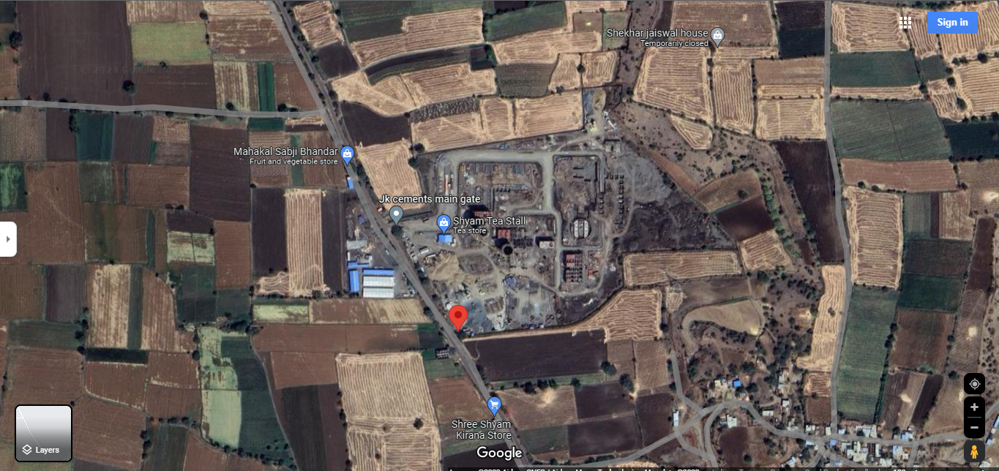 Sign in
Shekhar jaiswal house
Temporarily closed
Mahakal Sabji Bhandar
Fruit and vegetable store
Jk cements main gate
Shyam Tea Stall
Tea store
Shree Shyam
Kirana Store
Layers
Google